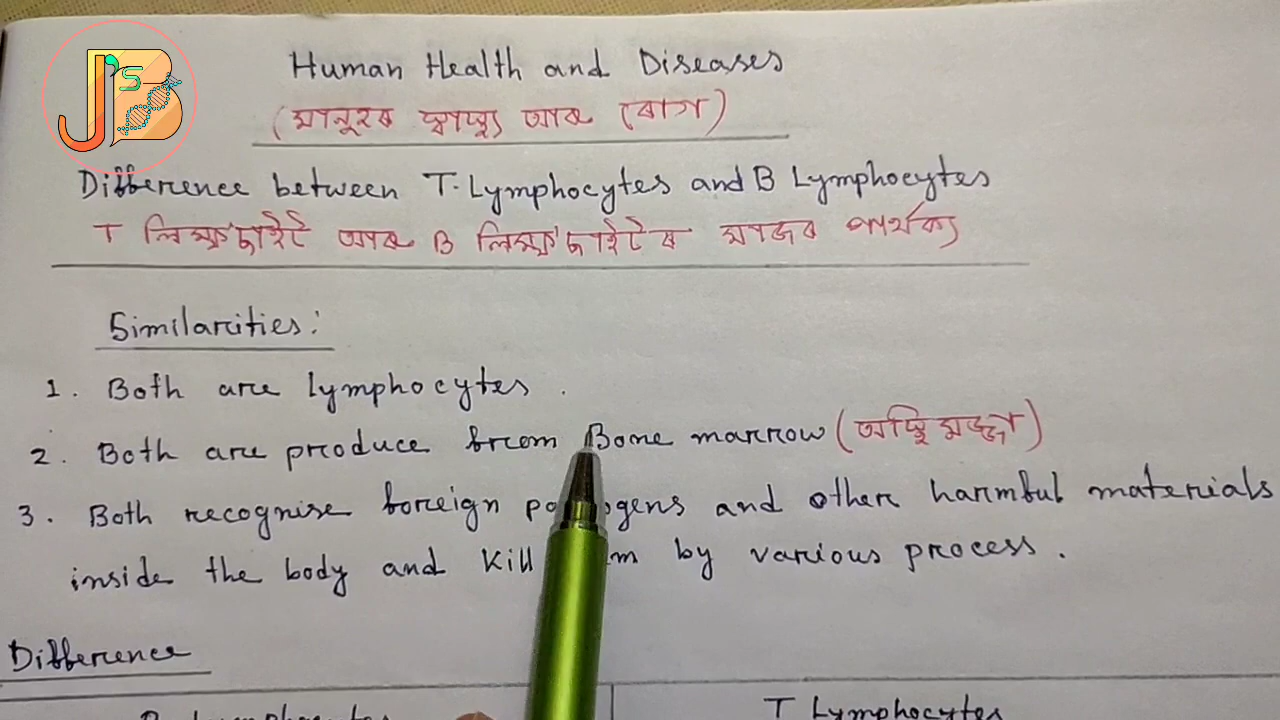 J'sB
Human Health and Diseases
(মানুহৰ স্বাস্থ্য আৰু ৰোগ)
Difference between T. Lymphocytes and B Lymphocytes
T লিম্ফ'চাইট আৰু B লিম্ফ'চাইটৰ মাজৰ পাৰ্থক্য
Similarities:
1. Both are lymphocytes.
2. Both are produce from Bone marrow (অস্থিমজ্জা)
3. Both recognise foreign and other harmful materials
inside the body and kill by various process.
Difference
B Lymphocytes T Lymphocytes